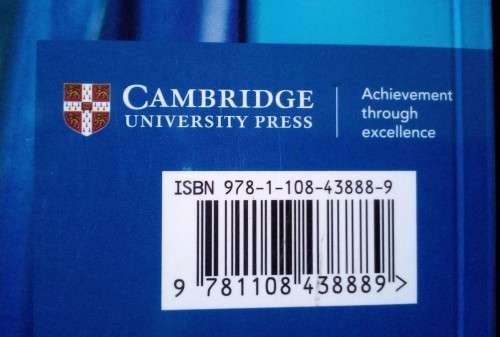 CAMBRIDGE
UNIVERSITY PRESS
Achievement
through
excellence
ISBN 978-1-108-43888-9
9 781108 438889 >